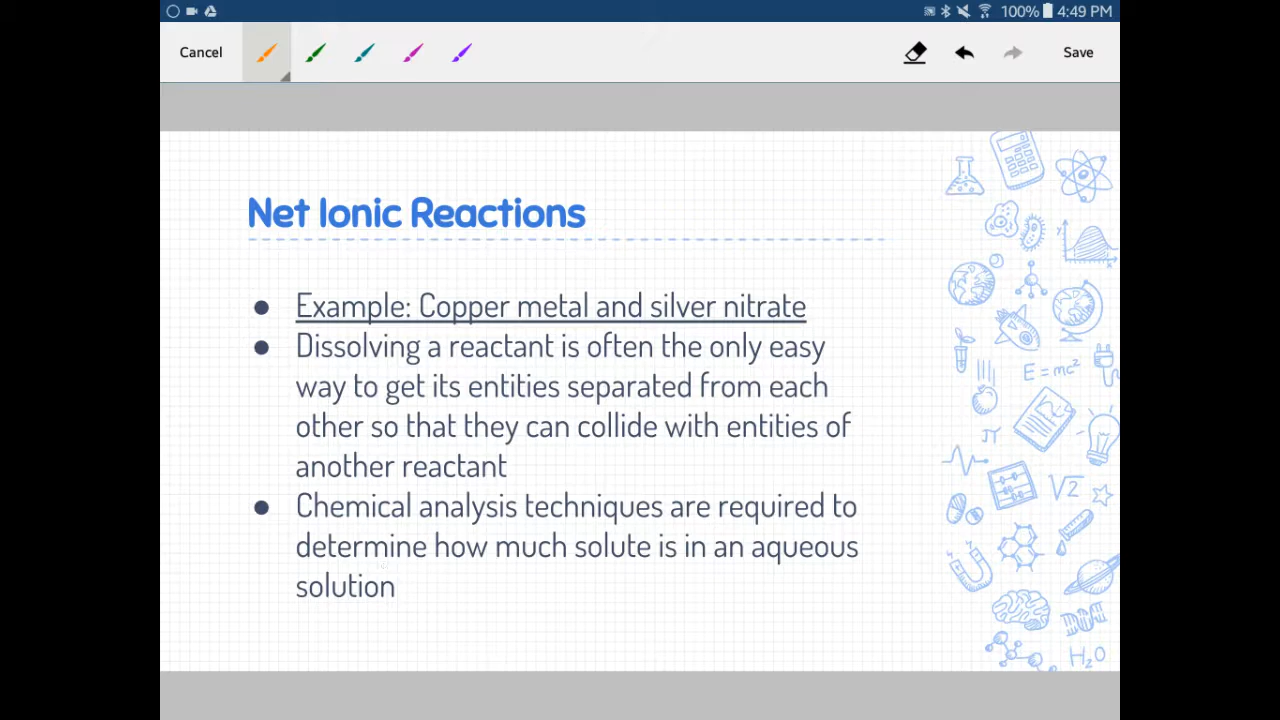 100% 4:49 PM
Cancel
Save
Net Ionic Reactions
● Example: Copper metal and silver nitrate
● Dissolving a reactant is often the only easy
way to get its entities separated from each
other so that they can collide with entities of
another reactant
● Chemical analysis techniques are required to
determine how much solute is in an aqueous
solution
y
x
E = mc²
π
√2
H₂O